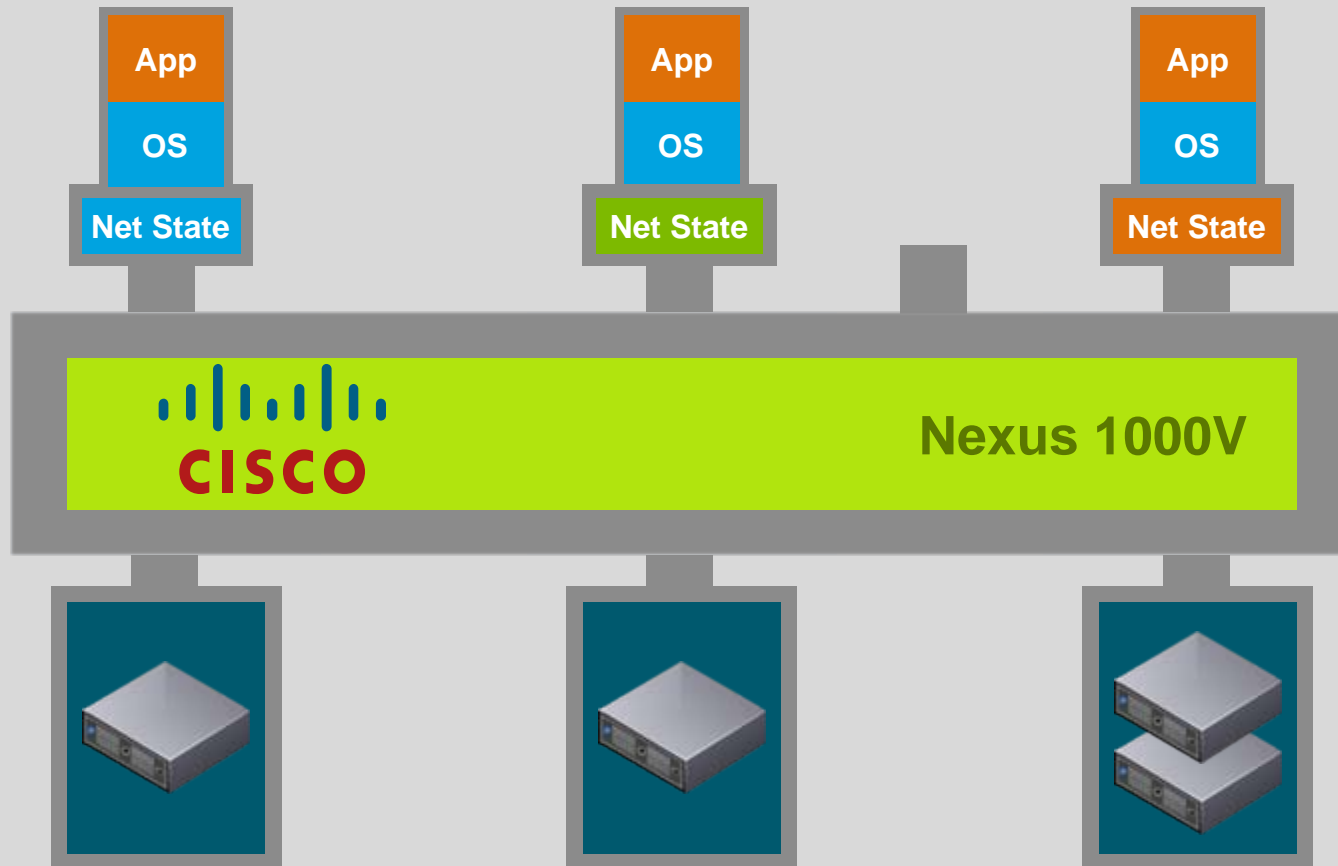 App
App
App
OS
OS
OS
Net State
Net State
Net State
CISCO
Nexus 1000V